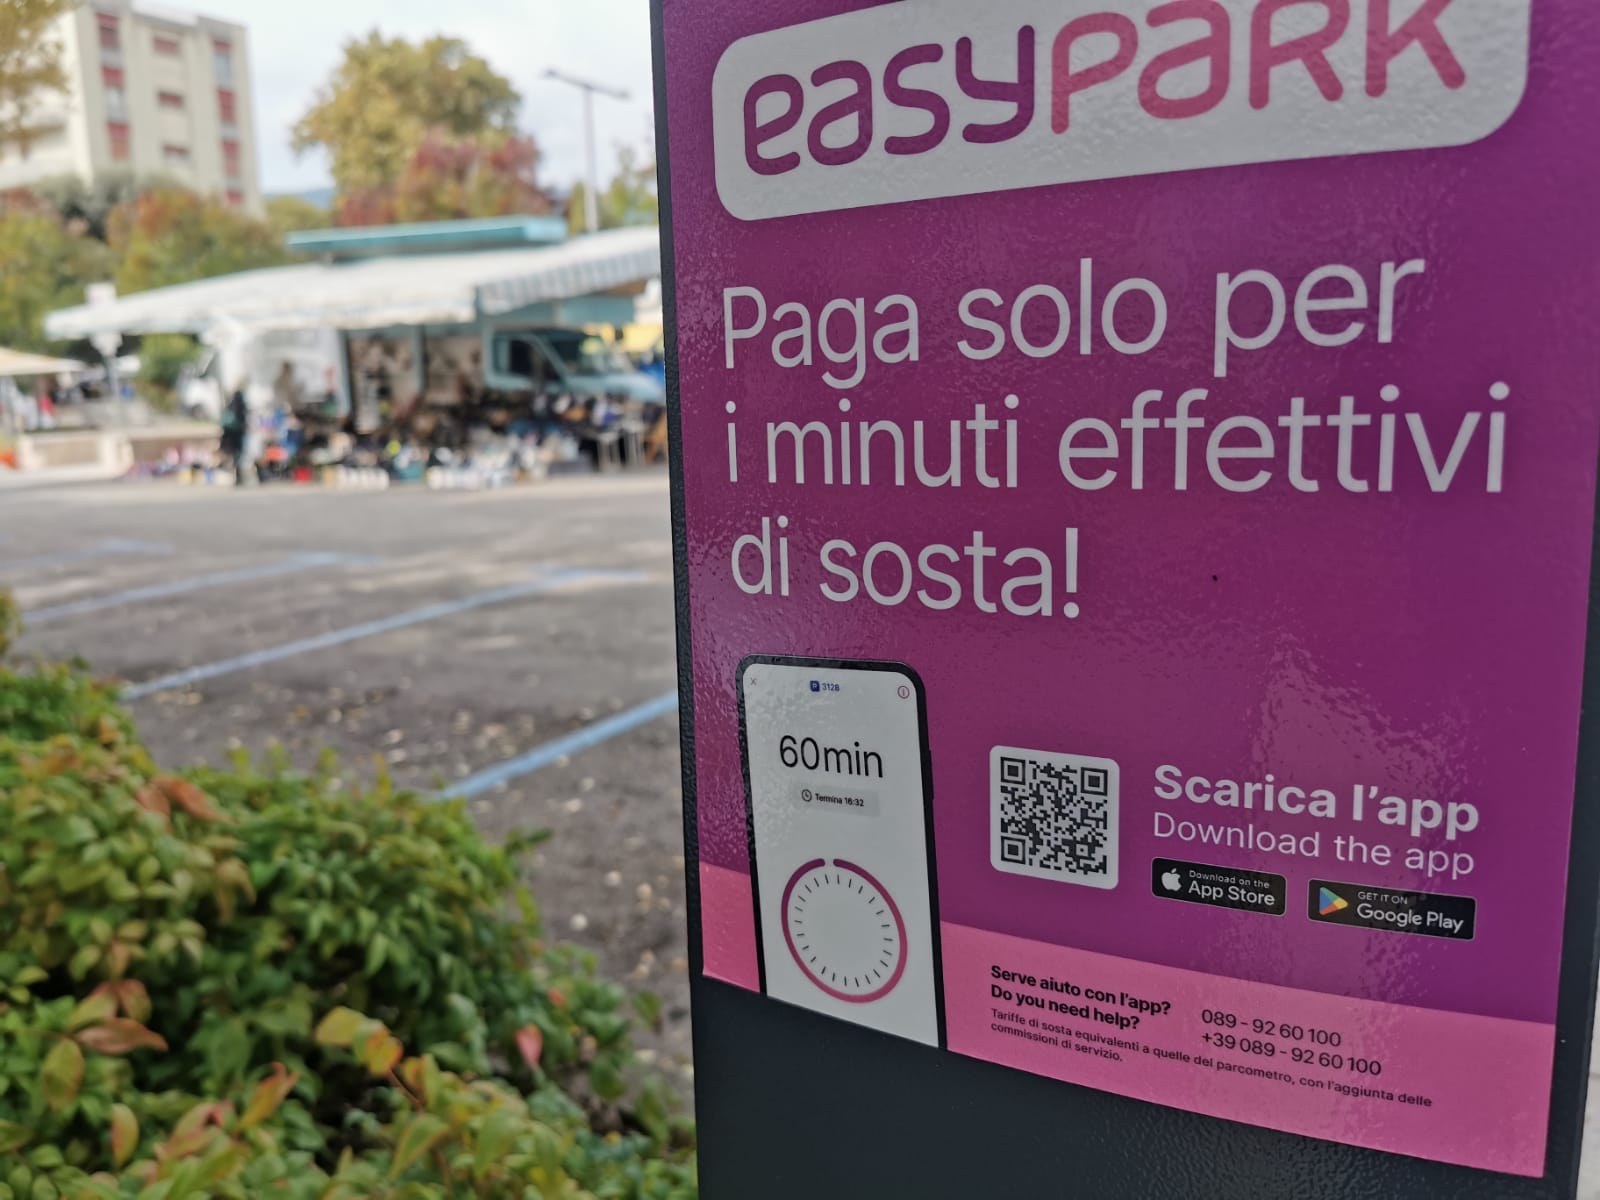 easypark
Paga solo per
i minuti effettivi
di sosta!
P 3128
60min
Termina 16:32
Scarica l'app
Download the app
Download on the
App Store
GET IT ON
Google Play
Serve aiuto con l'app?
Do you need help?
089 - 92 60 100
+39 089 - 92 60 100
Tariffe di sosta equivalenti a quelle del parcometro, con l'aggiunta delle
commissioni di servizio.